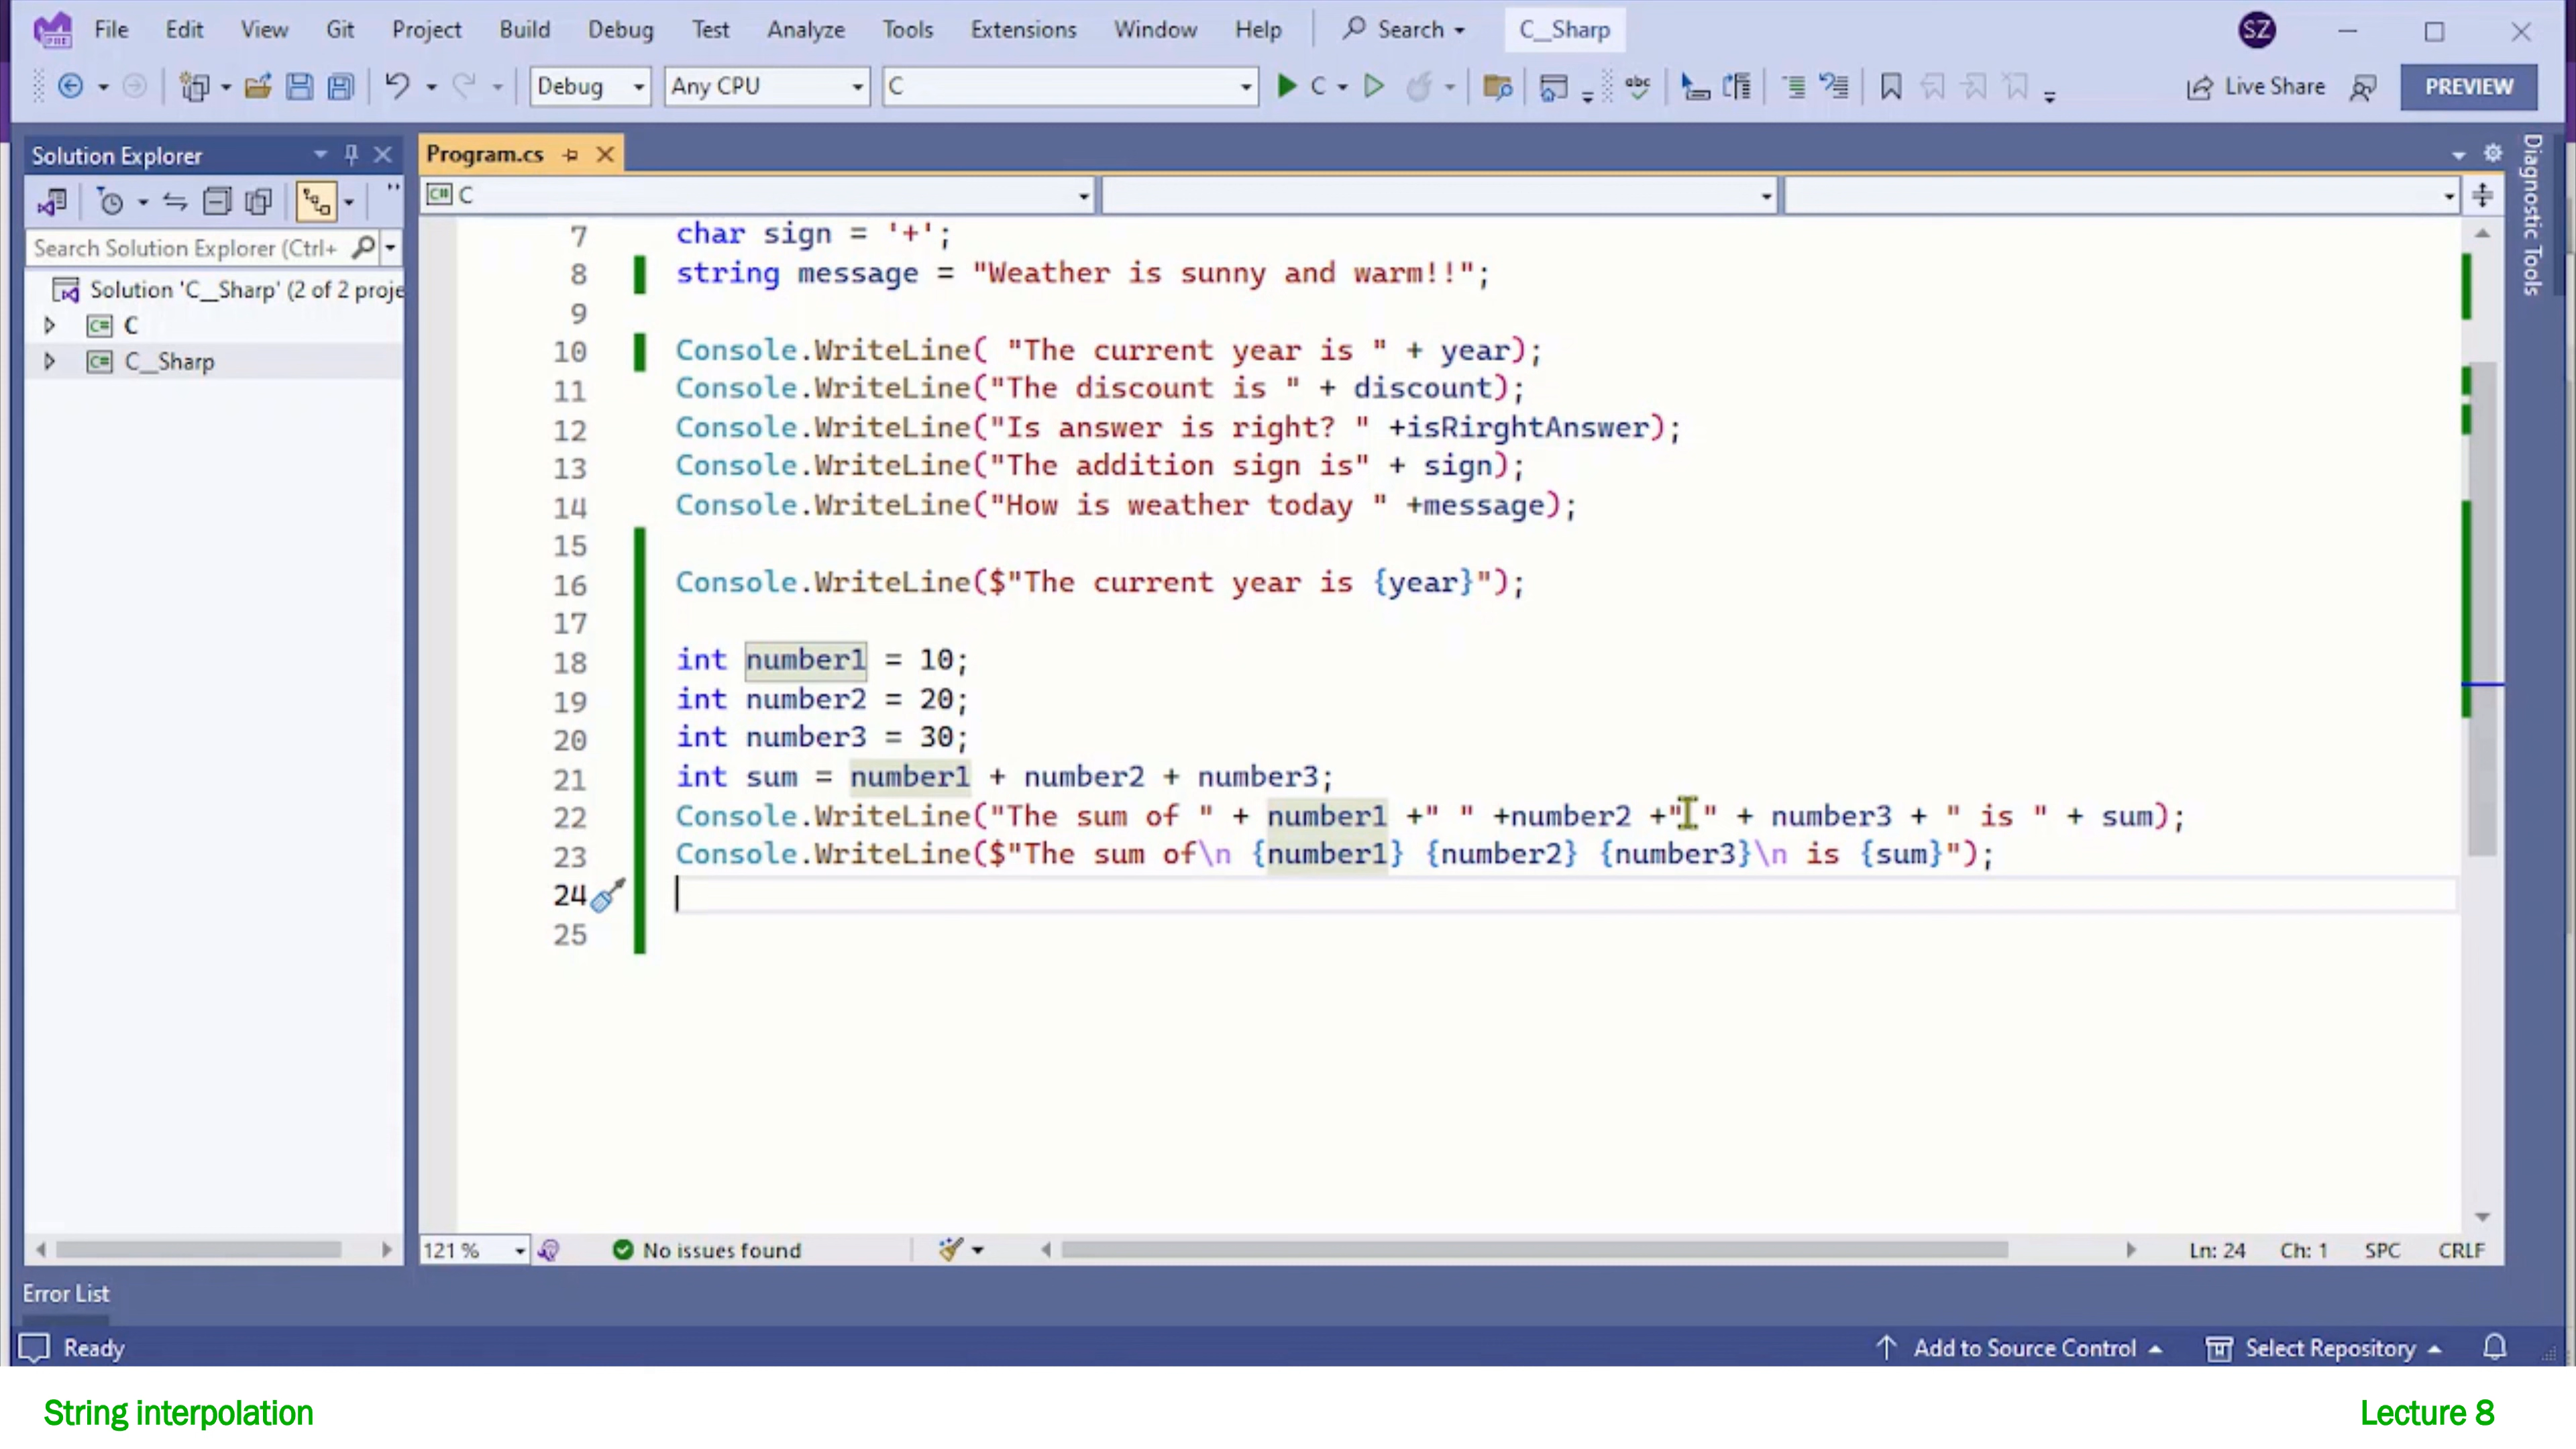 File Edit View Git Project Build Debug Test Analyze Tools Extensions Window Help Search C__Sharp SZ
Debug Any CPU C C Live Share PREVIEW
Solution Explorer
Program.cs
Diagnostic Tools
C
Search Solution Explorer (Ctrl+
Solution 'C__Sharp' (2 of 2 proje
C
C__Sharp
7 char sign = '+';
8 string message = "Weather is sunny and warm!!";
9
10 Console.WriteLine( "The current year is " + year);
11 Console.WriteLine("The discount is " + discount);
12 Console.WriteLine("Is answer is right? " +isRirghtAnswer);
13 Console.WriteLine("The addition sign is" + sign);
14 Console.WriteLine("How is weather today " +message);
15
16 Console.WriteLine($"The current year is {year}");
17
18 int number1 = 10;
19 int number2 = 20;
20 int number3 = 30;
21 int sum = number1 + number2 + number3;
22 Console.WriteLine("The sum of " + number1 +" " +number2 +" " + number3 + " is " + sum);
23 Console.WriteLine($"The sum of\n {number1} {number2} {number3}\n is {sum}");
24
25
121 % No issues found Ln: 24 Ch: 1 SPC CRLF
Error List
Ready Add to Source Control Select Repository
String interpolation Lecture 8